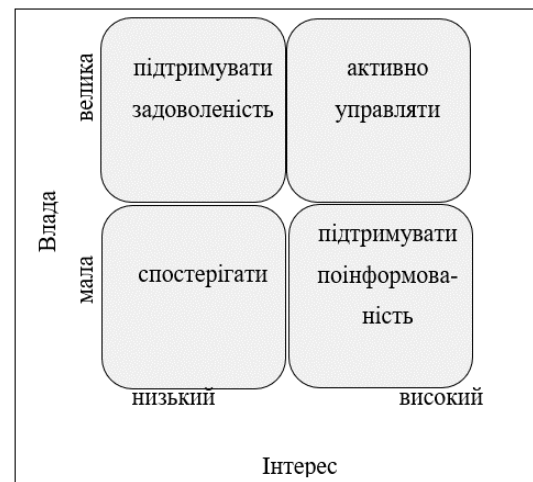 велика
підтримувати
задоволеність
активно
управляти
Влада
мала
спостерігати
підтримувати
поінформова-
ність
низький
високий
Інтерес